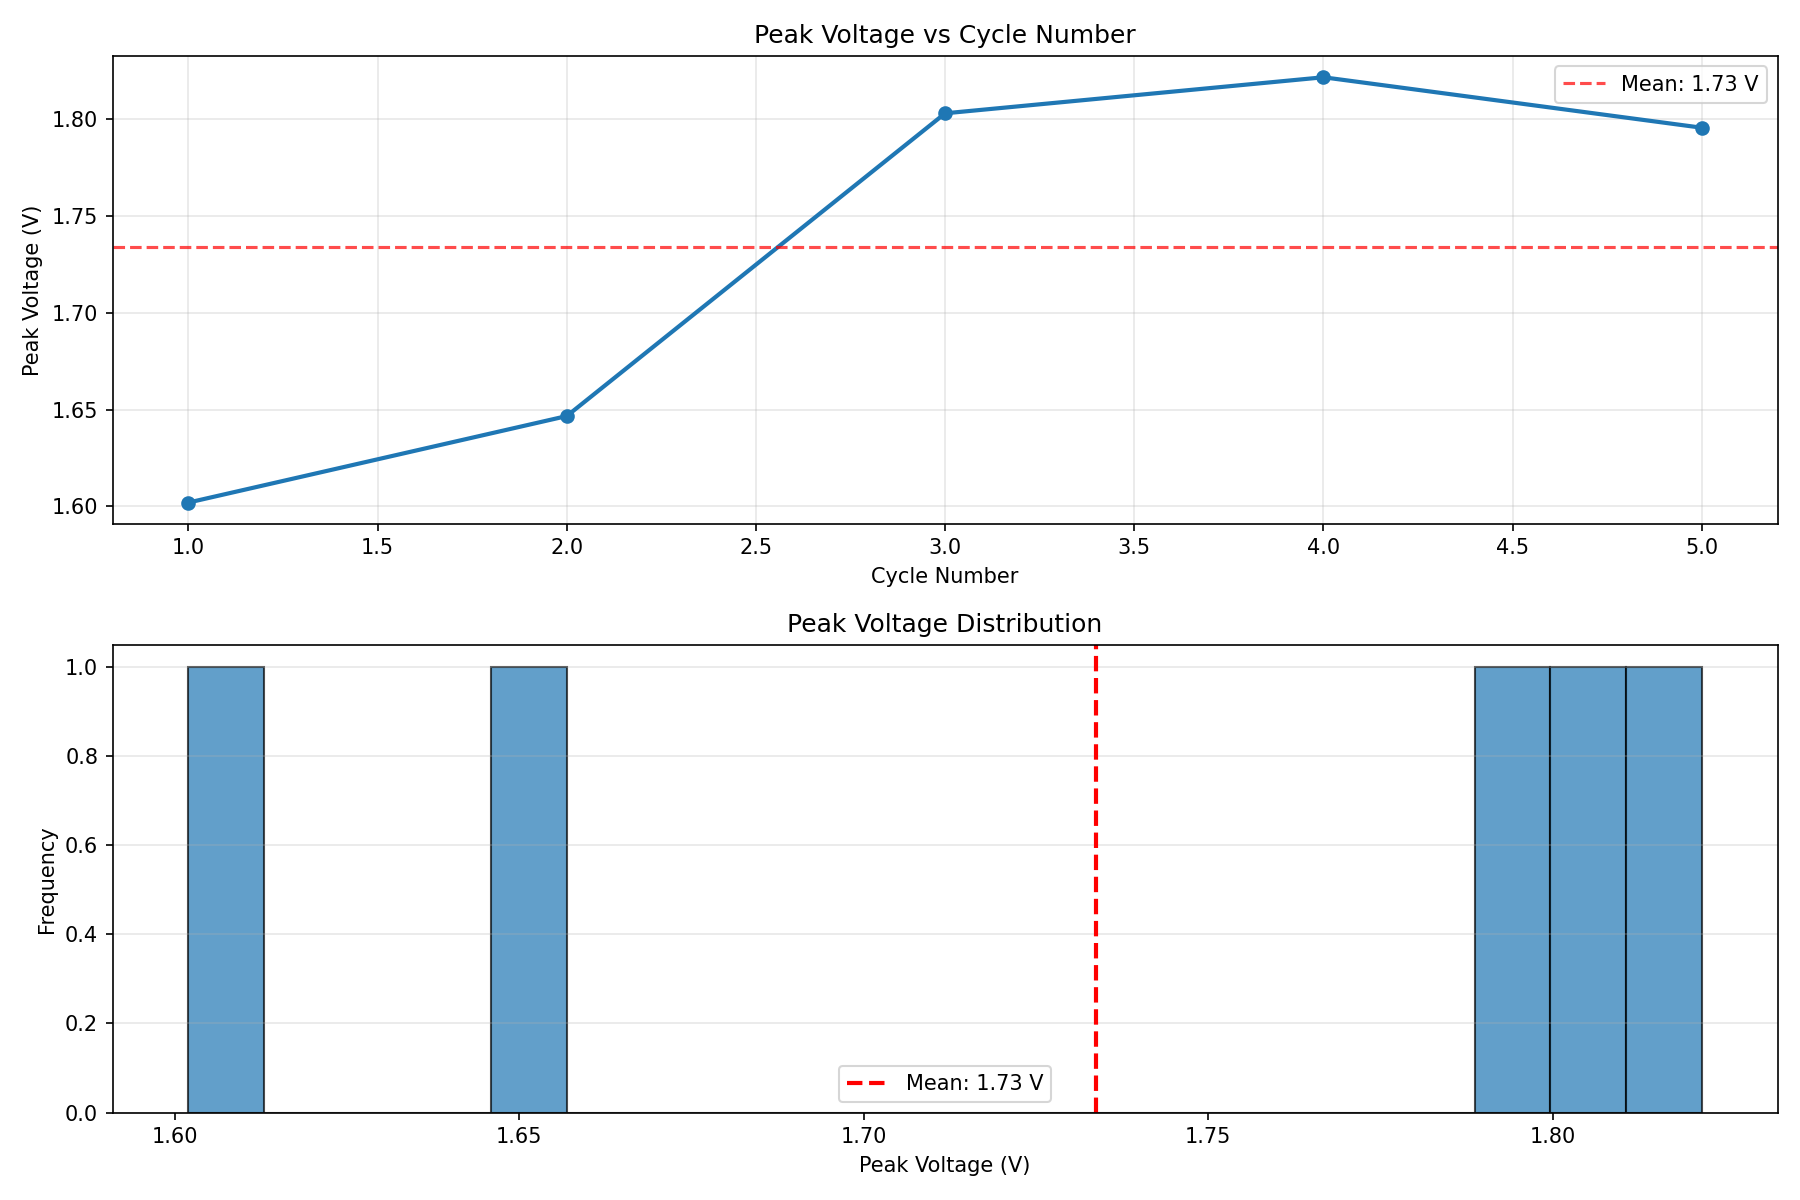 Peak Voltage vs Cycle Number
Mean: 1.73 V
Peak Voltage (V)
1.80
1.75
1.70
1.65
1.60
1.0 1.5 2.0 2.5 3.0 3.5 4.0 4.5 5.0
Cycle Number
Peak Voltage Distribution
Frequency
1.0
0.8
0.6
0.4
0.2
0.0
Mean: 1.73 V
1.60 1.65 1.70 1.75 1.80
Peak Voltage (V)